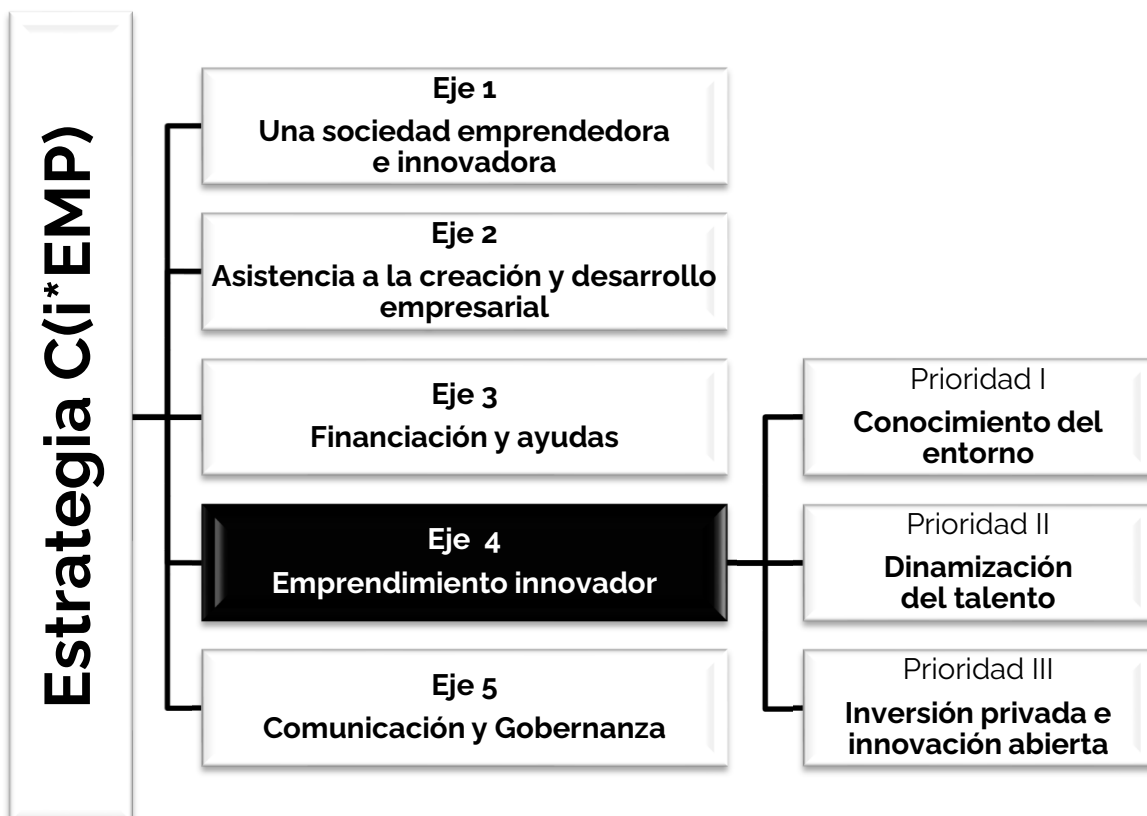 Estrategia C(i*EMP)
Eje 1
Una sociedad emprendedora
e innovadora
Eje 2
Asistencia a la creación y desarrollo
empresarial
Eje 3
Financiación y ayudas
Eje 4
Emprendimiento innovador
Eje 5
Comunicación y Gobernanza
Prioridad I
Conocimiento del
entorno
Prioridad II
Dinamización
del talento
Prioridad III
Inversión privada e
innovación abierta